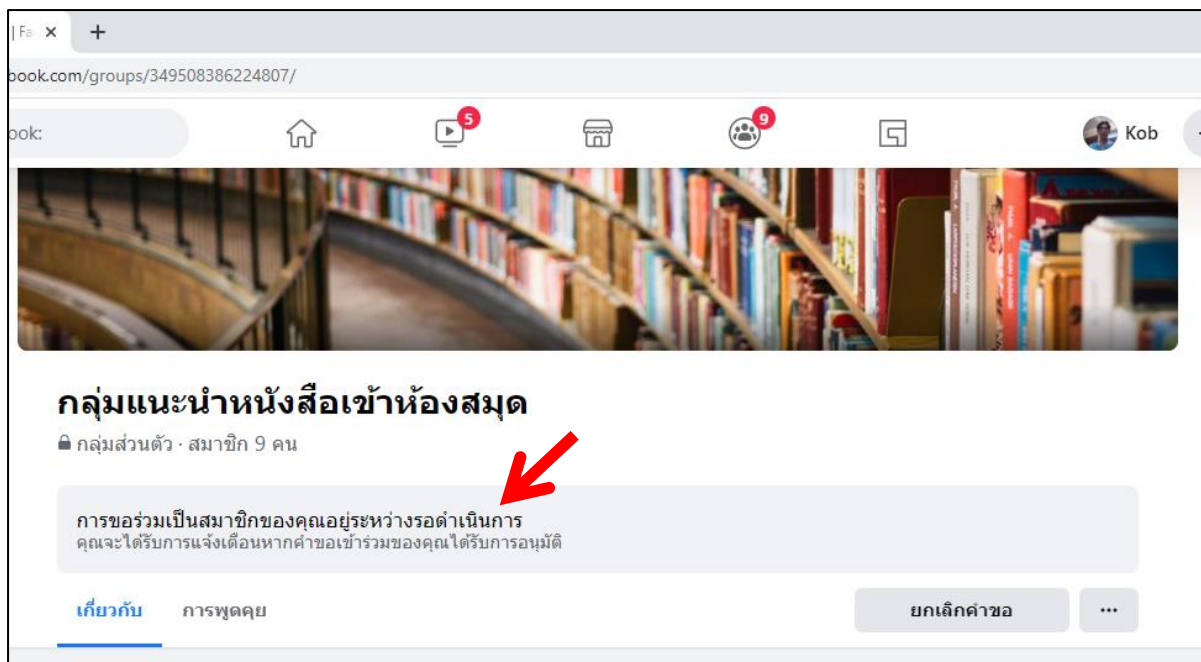 | Fa
book.com/groups/349508386224807/
ook:
5
9
Kob
กลุ่มแนะนำหนังสือเข้าห้องสมุด
กลุ่มส่วนตัว · สมาชิก 9 คน
การขอร่วมเป็นสมาชิกของคุณอยู่ระหว่างรอดำเนินการ
คุณจะได้รับการแจ้งเตือนหากคำขอเข้าร่วมของคุณได้รับการอนุมัติ
เกี่ยวกับ การพูดคุย ยกเลิกคำขอ